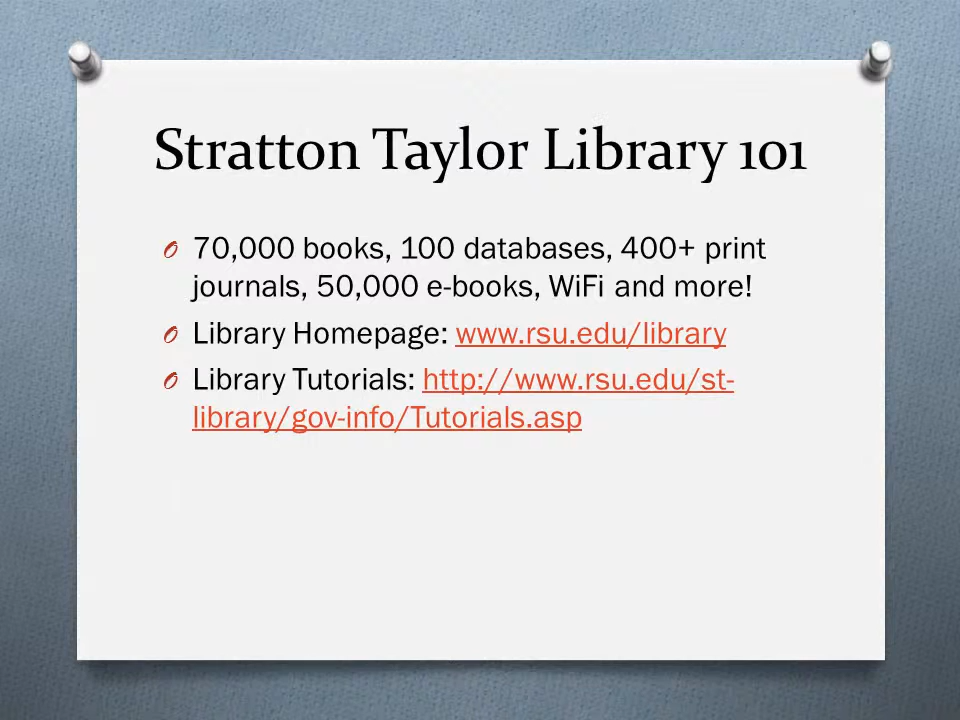 Stratton Taylor Library 101
70,000 books, 100 databases, 400+ print
journals, 50,000 e-books, WiFi and more!
Library Homepage: www.rsu.edu/library
Library Tutorials: http://www.rsu.edu/st-
library/gov-info/Tutorials.asp